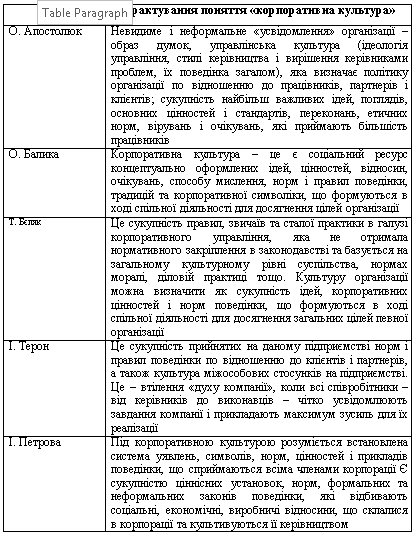 Table Paragraph
рактування поняття «корпоративна культура»
О. Апостолюк
Невидиме і неформальне «усвідомлення» організації –
образ думок, управлінська культура (ідеологія
управління, стилі керівництва і вирішення керівниками
проблем, їх поведінка загалом), яка визначає політику
організації по відношенню до працівників, партнерів і
клієнтів; сукупність найбільш важливих ідей, поглядів,
основних цінностей і стандартів, переконань, етичних
норм, вірувань і очікувань, які приймають більшість
працівників
О. Балика
Корпоративна культура – це є соціальний ресурс
концептуально оформлених ідей, цінностей, відносин,
очікувань, способу мислення, норм і правил поведінки,
традицій та корпоративної символіки, що формуються в
ході спільної діяльності для досягнення цілей організації
Т. Бєляк
Це сукупність правил, звичаїв та сталої практики в галузі
корпоративного управління, яка не отримала
нормативного закріплення в законодавстві та базується на
загальному культурному рівні суспільства, нормах
моралі, діловій практиці тощо. Культуру організації
можна визначити як сукупність ідей, корпоративних
цінностей і норм поведінки, що формуються в ході
спільної діяльності для досягнення загальних цілей певної
організації
І. Терон
Це сукупність прийнятих на даному підприємстві норм і
правил поведінки по відношенню до клієнтів і партнерів,
а також культура міжособових стосунків на підприємстві.
Це – втілення «духу компанії», коли всі співробітники –
від керівників до виконавців – чітко усвідомлюють
завдання компанії і прикладають максимум зусиль для їх
реалізації
І. Петрова
Під корпоративною культурою розуміється встановлена
система уявлень, символів, норм, цінностей і прикладів
поведінки, що сприймаються всіма членами корпорації Є
сукупністю ціннісних установок, норм, формальних та
неформальних законів поведінки, які відбивають
соціальні, економічні, виробничі відносини, що склалися
в корпорації та культивуються її керівництвом